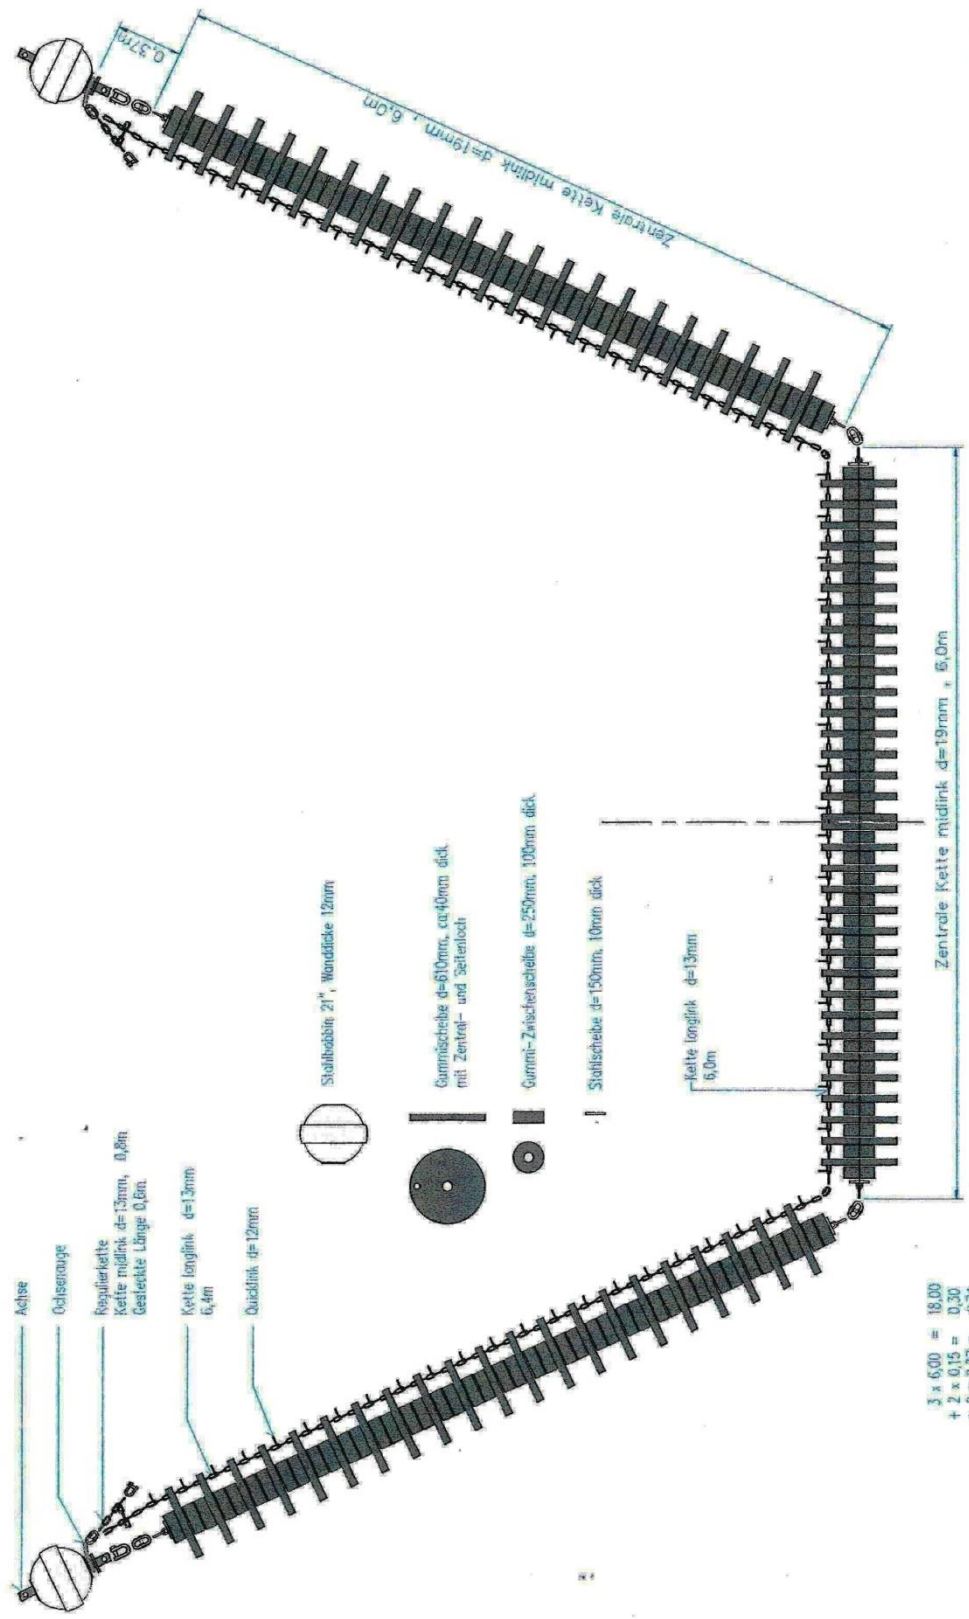 Achse
Ochsenauge
Regulierkette
Kette midlink d=13mm, 0,8m
Gestreckte Länge 0,6m
Kette longlink d=13mm
6,4m
Quicklink d=12mm
Stahlbobbin 21", Wanddicke 12mm
Gummischeibe d=610mm, ca 40mm dick
mit Zentral- und Seitenloch
Gummi-Zwischenscheibe d=250mm, 100mm dick
Stahlscheibe d=150mm, 10mm dick
Kette longlink d=13mm
6,0m
0,37m
Zentrale Kette midlink d=19mm , 6,0m
Zentrale Kette midlink d=19mm , 6,0m
3 x 6,00 = 18,00
+ 2 x 0,15 = 0,30